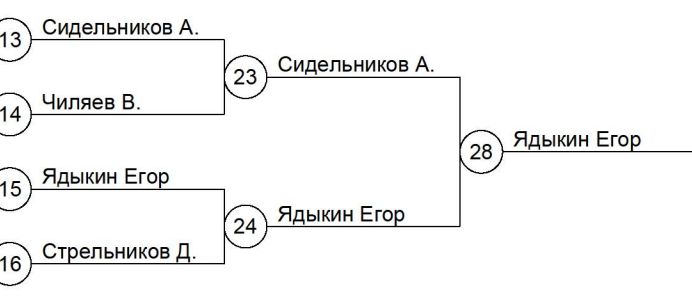 13 Сидельников А.
23 Сидельников А.
14 Чиляев В.
28 Ядыкин Егор
15 Ядыкин Егор
24 Ядыкин Егор
16 Стрельников Д.